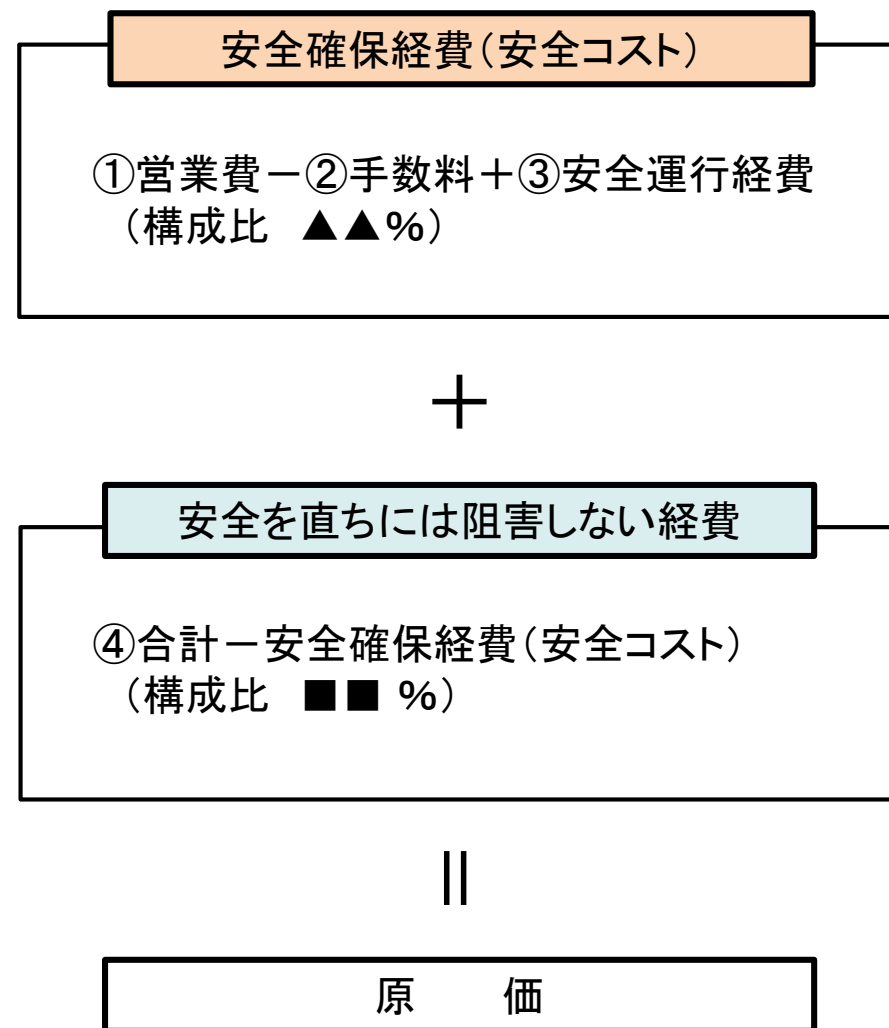 安全確保経費(安全コスト)
①営業費－②手数料＋③安全運行経費
(構成比　▲▲%)
＋
安全を直ちには阻害しない経費
④合計－安全確保経費(安全コスト)
(構成比　■■ %)
||
原　　価